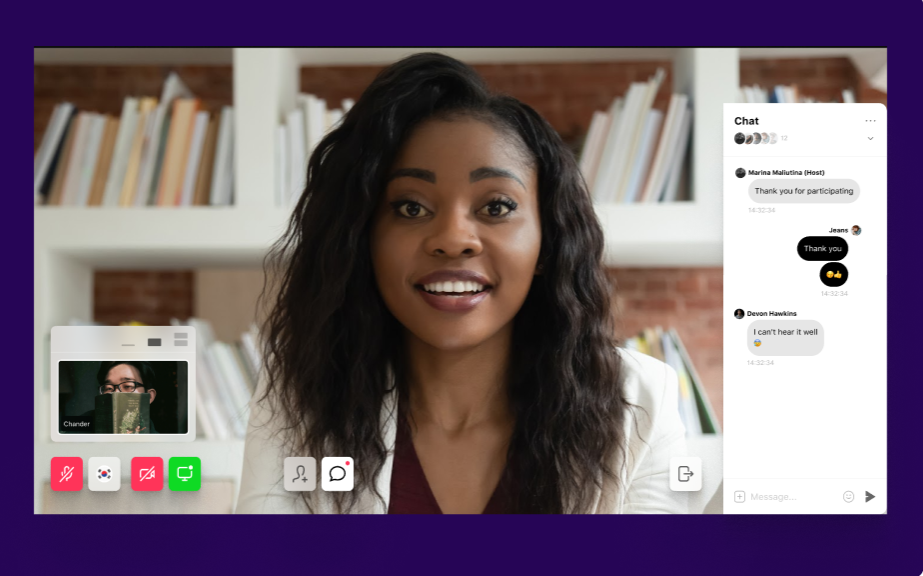 Chat
12
Marina Maliutina (Host)
Thank you for participating
14:32:34
Jeans
Thank you
14:32:34
Devon Hawkins
I can't hear it well
14:32:34
Chander
Message...